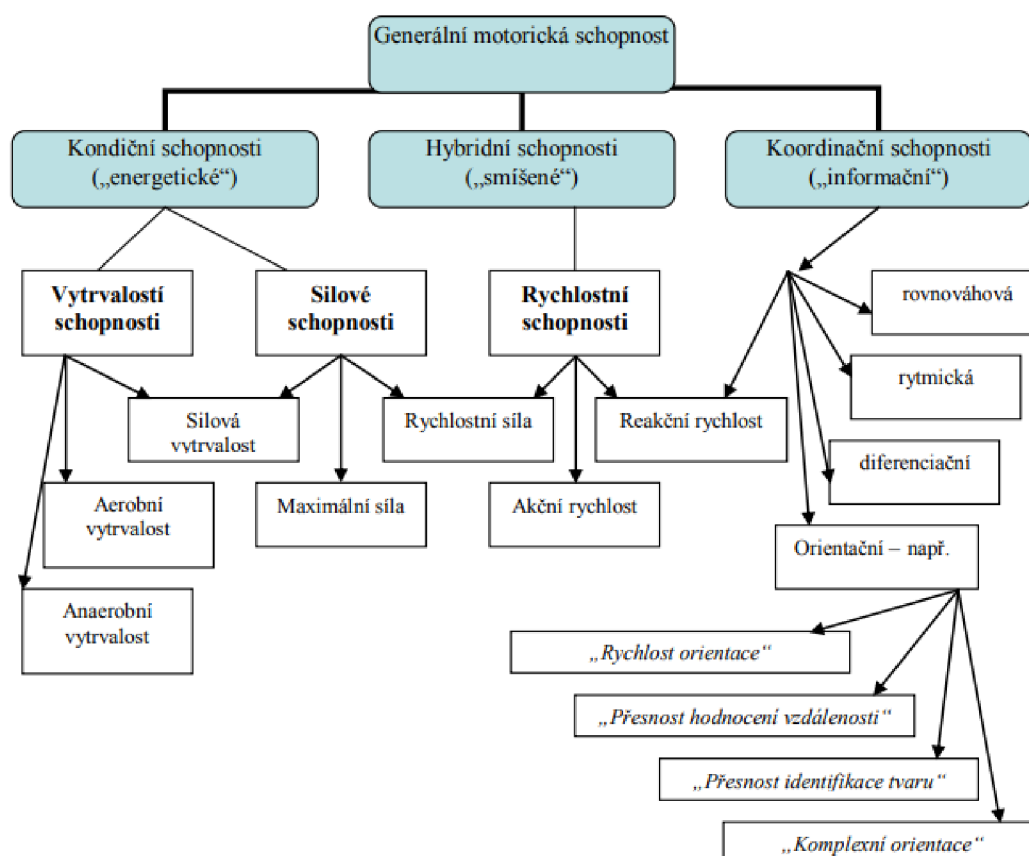 Generální motorická schopnost
Kondiční schopnosti
(„energetické“)
Hybridní schopnosti
(„smíšené“)
Koordinační schopnosti
(„informační“)
Vytrvalostí
schopnosti
Silové
schopnosti
Rychlostní
schopnosti
rovnováhová
rytmická
Silová
vytrvalost
Rychlostní síla
Reakční rychlost
diferenciační
Aerobní
vytrvalost
Maximální síla
Akční rychlost
Orientační – např.
Anaerobní
vytrvalost
„Rychlost orientace“
„Přesnost hodnocení vzdálenosti“
„Přesnost identifikace tvaru“
„Komplexní orientace“